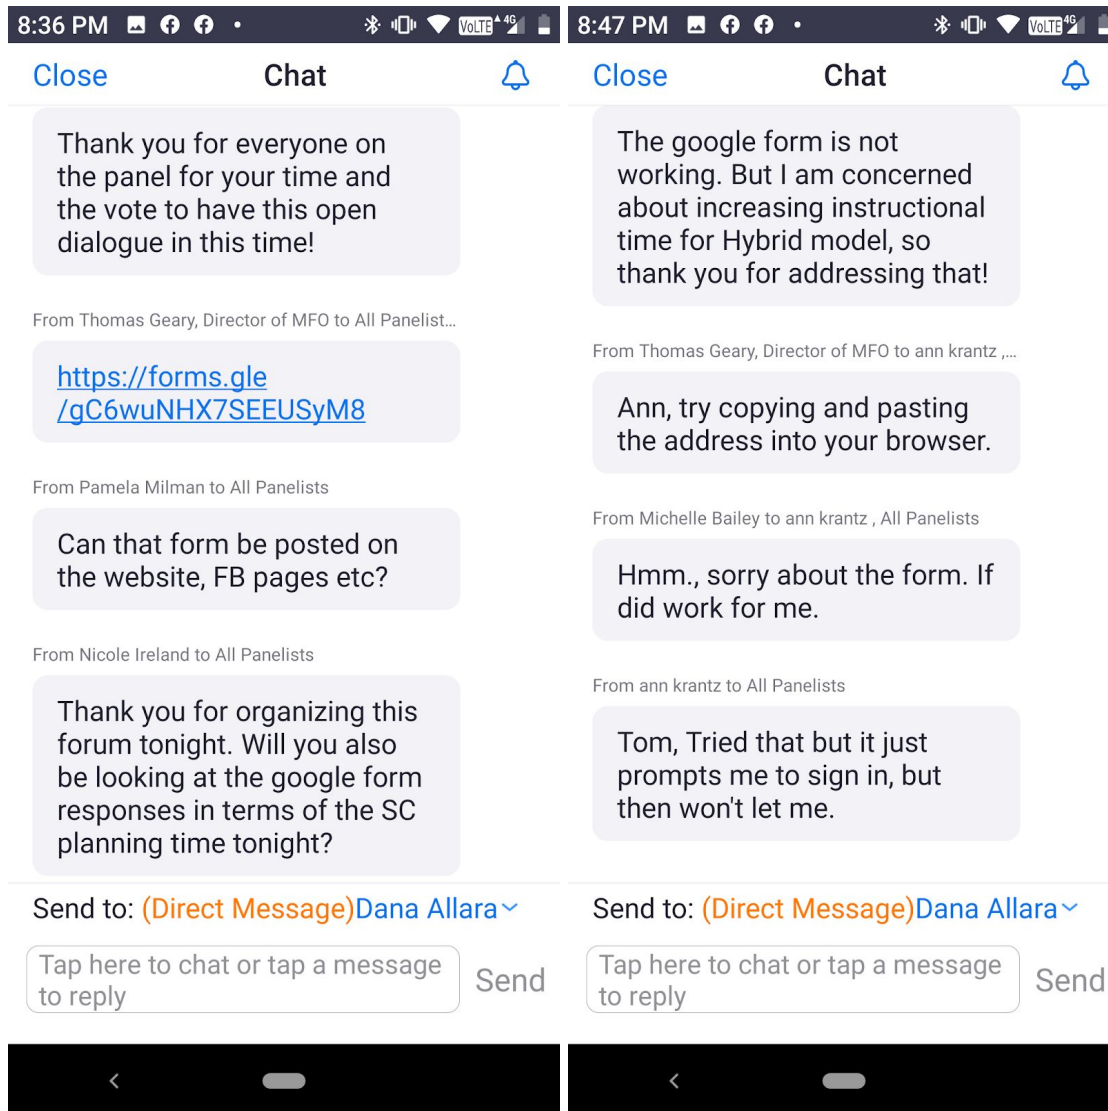 8:36 PM
VoLTE 4G
Close
Chat
Thank you for everyone on
the panel for your time and
the vote to have this open
dialogue in this time!
From Thomas Geary, Director of MFO to All Panelist...
https://forms.gle
/gC6wuNHX7SEEUSyM8
From Pamela Milman to All Panelists
Can that form be posted on
the website, FB pages etc?
From Nicole Ireland to All Panelists
Thank you for organizing this
forum tonight. Will you also
be looking at the google form
responses in terms of the SC
planning time tonight?
Send to: (Direct Message)Dana Allara
Tap here to chat or tap a message
to reply
Send
8:47 PM
VoLTE 4G
Close
Chat
The google form is not
working. But I am concerned
about increasing instructional
time for Hybrid model, so
thank you for addressing that!
From Thomas Geary, Director of MFO to ann krantz ,...
Ann, try copying and pasting
the address into your browser.
From Michelle Bailey to ann krantz , All Panelists
Hmm., sorry about the form. If
did work for me.
From ann krantz to All Panelists
Tom, Tried that but it just
prompts me to sign in, but
then won't let me.
Send to: (Direct Message)Dana Allara
Tap here to chat or tap a message
to reply
Send